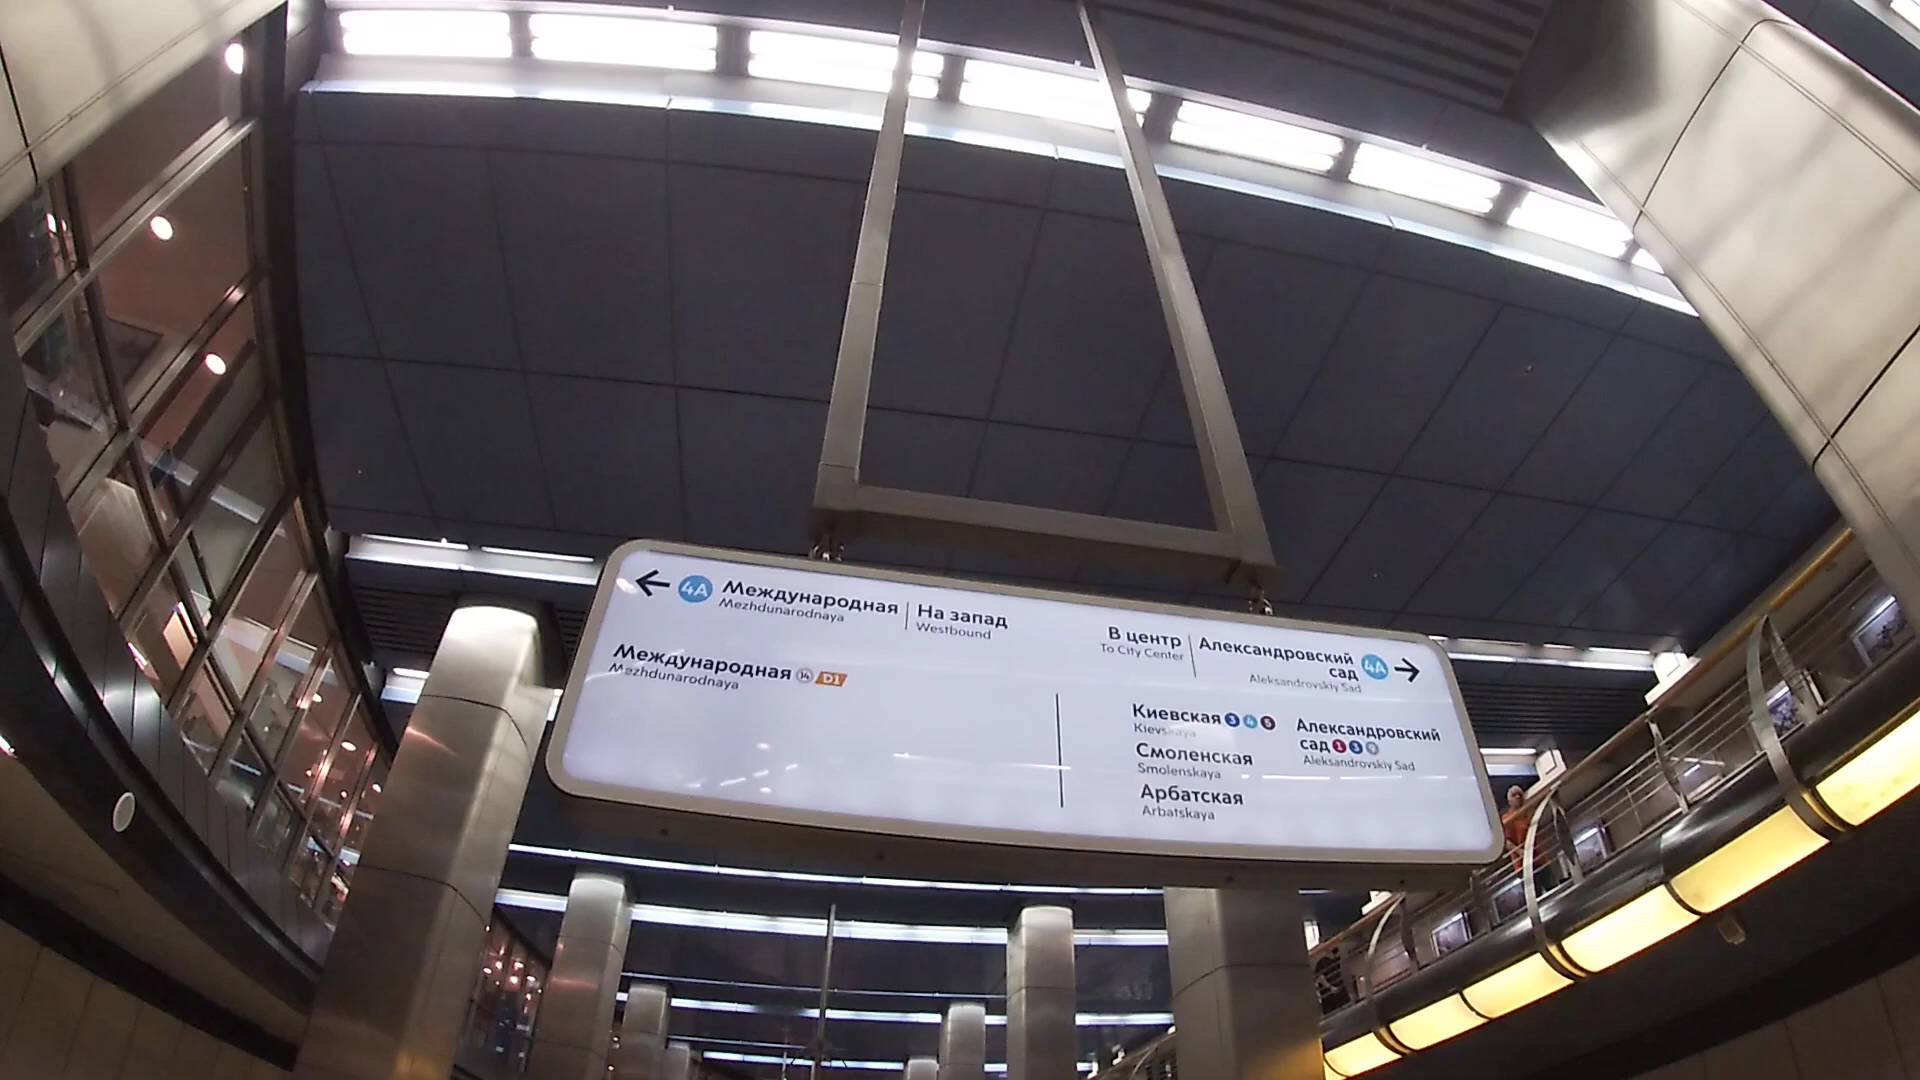 ← 4A Международная | На запад
Mezhdunarodnaya Westbound
Международная 14 D1
Mezhdunarodnaya
В центр | Александровский сад 4A →
To City Center Aleksandrovskiy Sad
Киевская 3 4 5
Kievskaya
Смоленская
Smolenskaya
Арбатская
Arbatskaya
Александровский
сад 1 3 9
Aleksandrovskiy Sad